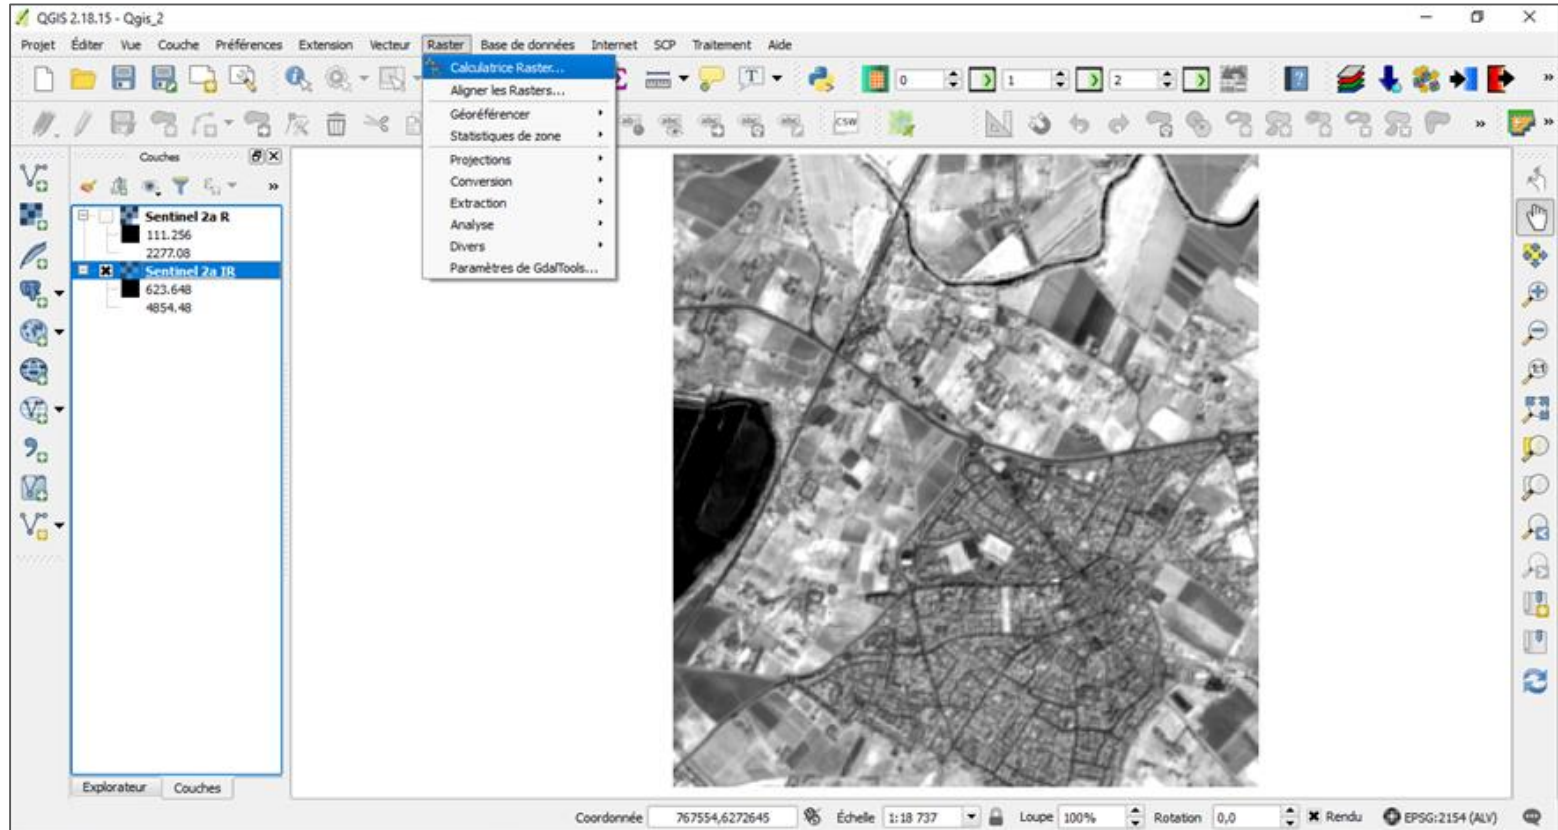 QGIS 2.18.15 - Qgis_2
Projet Éditer Vue Couche Préférences Extension Vecteur Raster Base de données Internet SCP Traitement Aide
Calculatrice Raster...
Aligner les Rasters...
Géoréférencer
Statistiques de zone
Projections
Conversion
Extraction
Analyse
Divers
Paramètres de GdalTools...
0 1 2
CSW
Couches
Sentinel 2a R
111.256
2277.08
Sentinel 2a IR
623.648
4854.48
Explorateur Couches
Coordonnée 767554,6272645 Échelle 1:18 737 Loupe 100% Rotation 0,0 Rendu EPSG:2154 (ALV)